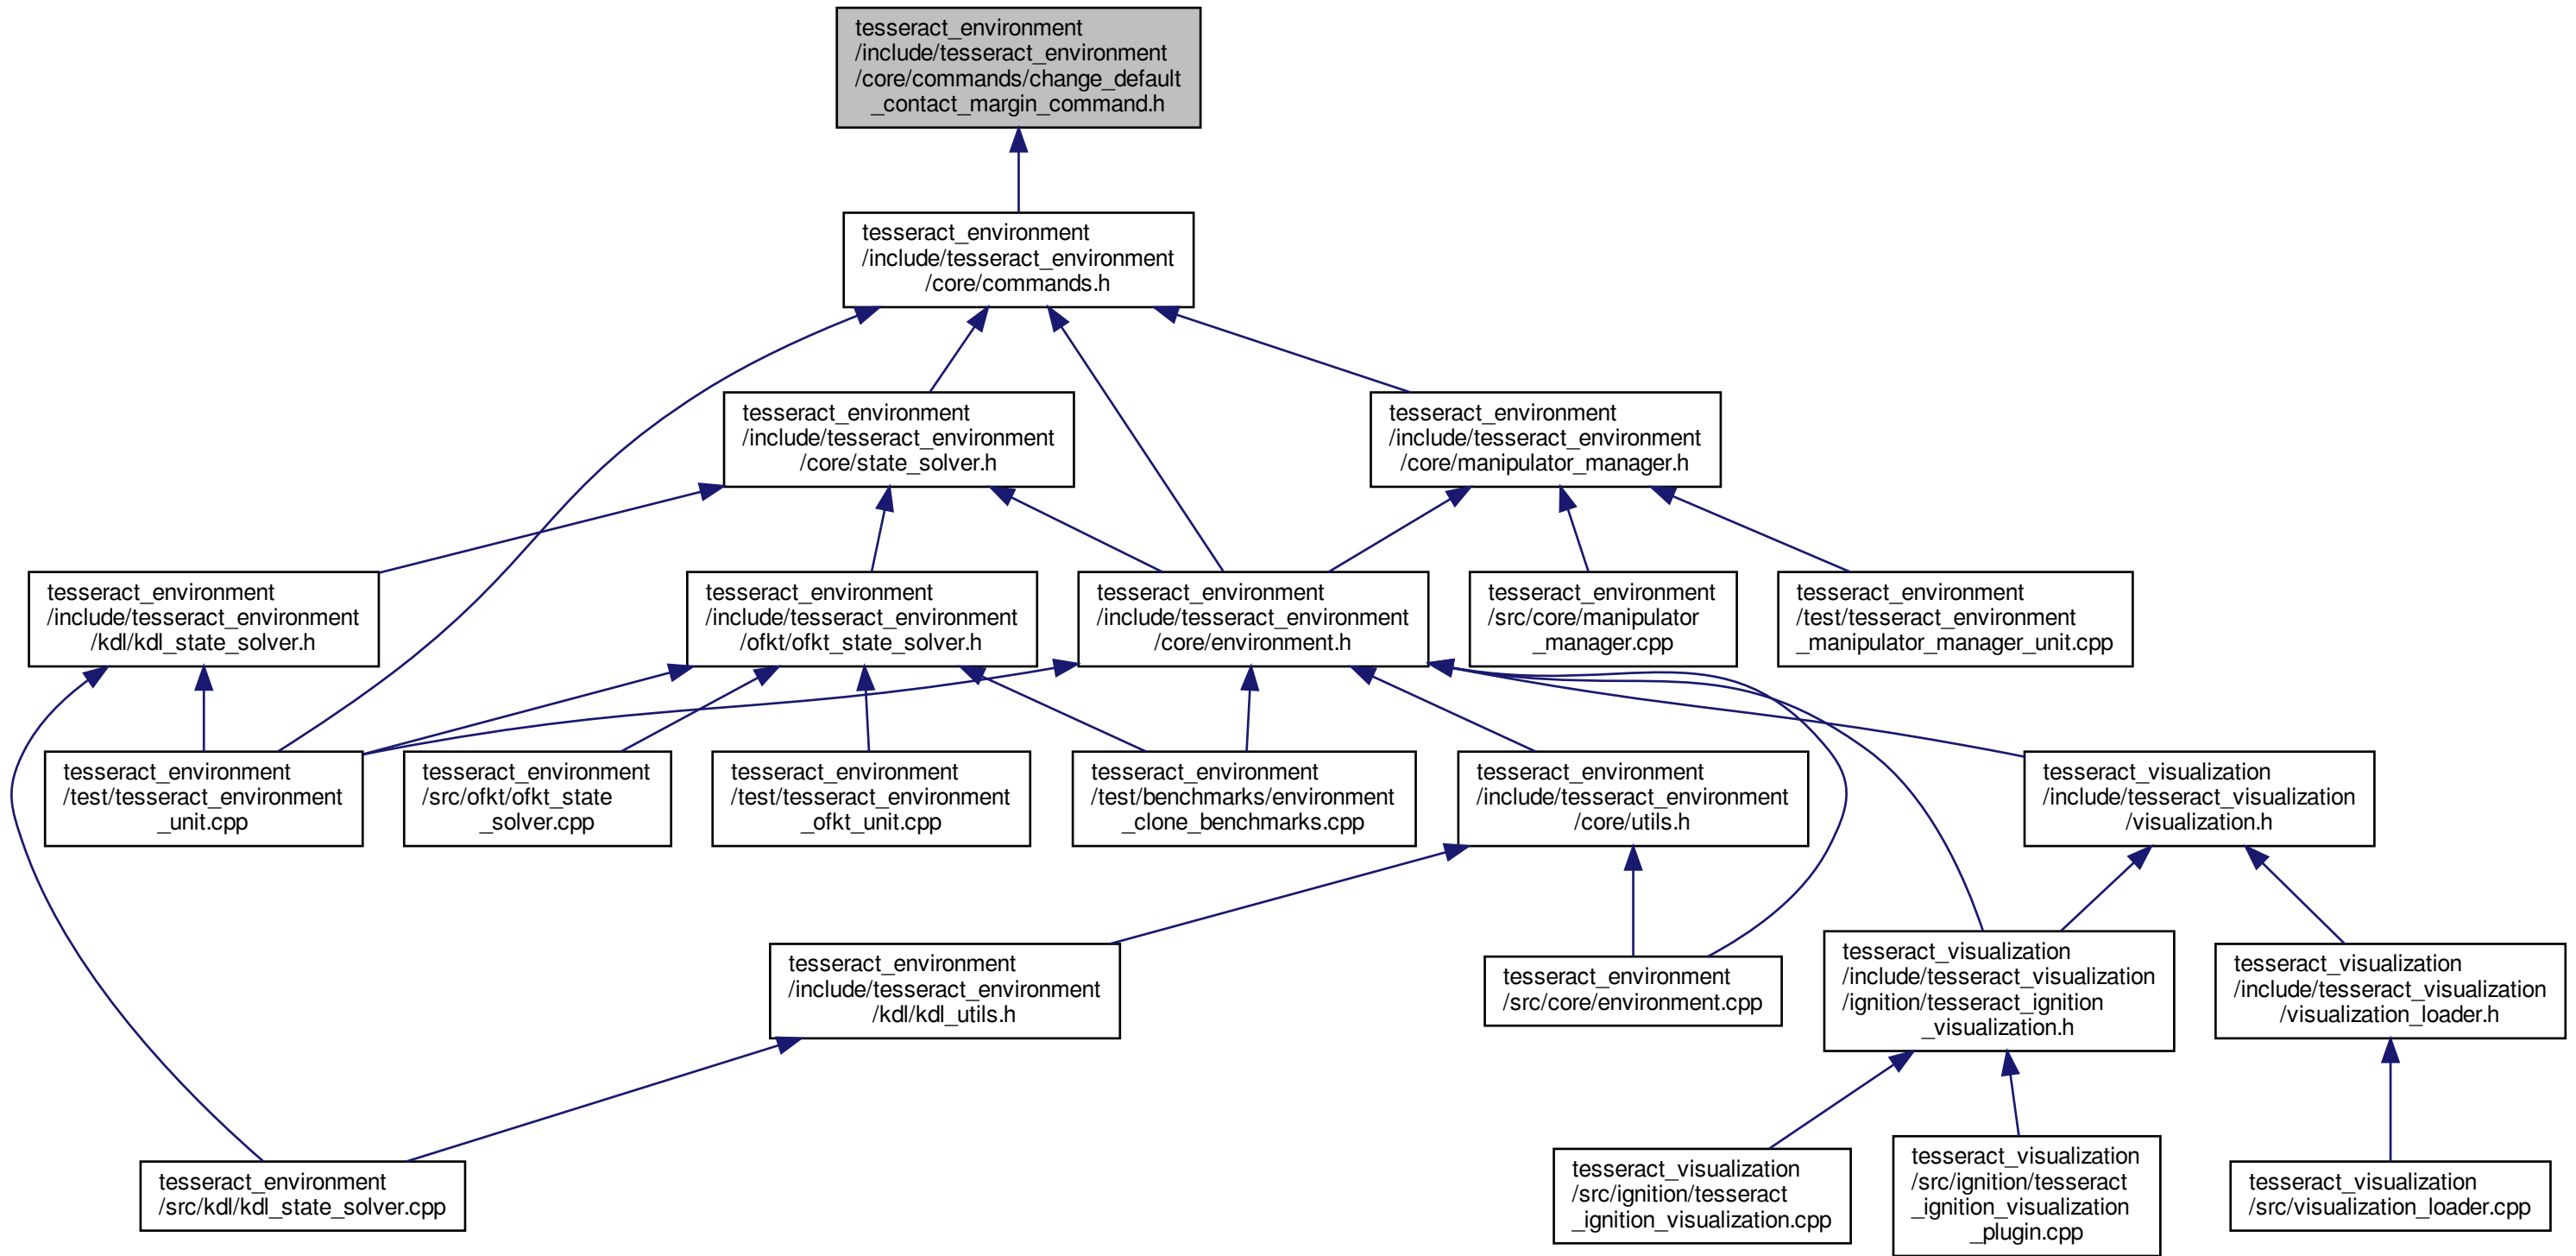 tesseract_environment
/include/tesseract_environment
/core/commands/change_default
_contact_margin_command.h
tesseract_environment
/include/tesseract_environment
/core/commands.h
tesseract_environment
/include/tesseract_environment
/core/state_solver.h
tesseract_environment
/include/tesseract_environment
/core/manipulator_manager.h
tesseract_environment
/include/tesseract_environment
/kdl/kdl_state_solver.h
tesseract_environment
/include/tesseract_environment
/ofkt/ofkt_state_solver.h
tesseract_environment
/include/tesseract_environment
/core/environment.h
tesseract_environment
/src/core/manipulator
_manager.cpp
tesseract_environment
/test/tesseract_environment
_manipulator_manager_unit.cpp
tesseract_environment
/test/tesseract_environment
_unit.cpp
tesseract_environment
/src/ofkt/ofkt_state
_solver.cpp
tesseract_environment
/test/tesseract_environment
_ofkt_unit.cpp
tesseract_environment
/test/benchmarks/environment
_clone_benchmarks.cpp
tesseract_environment
/include/tesseract_environment
/core/utils.h
tesseract_visualization
/include/tesseract_visualization
/visualization.h
tesseract_environment
/include/tesseract_environment
/kdl/kdl_utils.h
tesseract_environment
/src/core/environment.cpp
tesseract_visualization
/include/tesseract_visualization
/ignition/tesseract_ignition
_visualization.h
tesseract_visualization
/include/tesseract_visualization
/visualization_loader.h
tesseract_environment
/src/kdl/kdl_state_solver.cpp
tesseract_visualization
/src/ignition/tesseract
_ignition_visualization.cpp
tesseract_visualization
/src/ignition/tesseract
_ignition_visualization
_plugin.cpp
tesseract_visualization
/src/visualization_loader.cpp